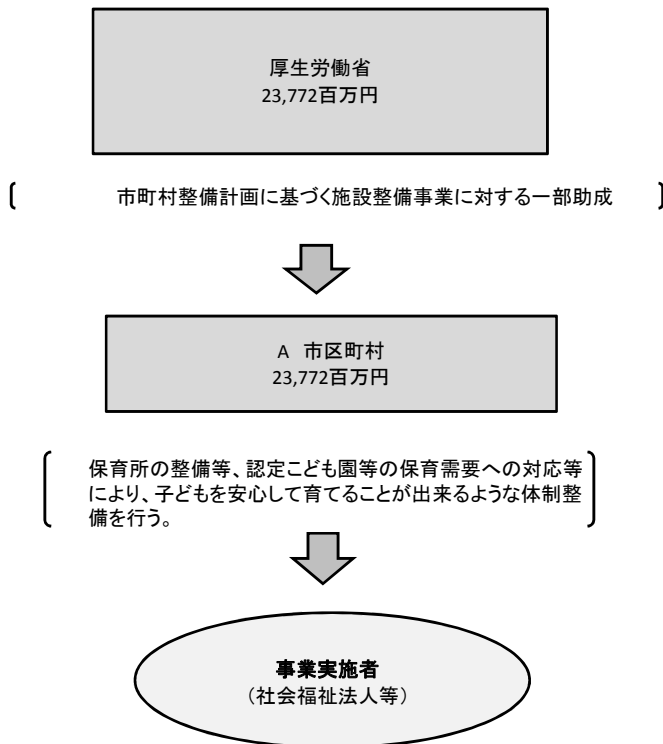 厚生労働省
23,772百万円
市町村整備計画に基づく施設整備事業に対する一部助成
A 市区町村
23,772百万円
保育所の整備等、認定こども園等の保育需要への対応等
により、子どもを安心して育てることが出来るような体制整
備を行う。
事業実施者
(社会福祉法人等)